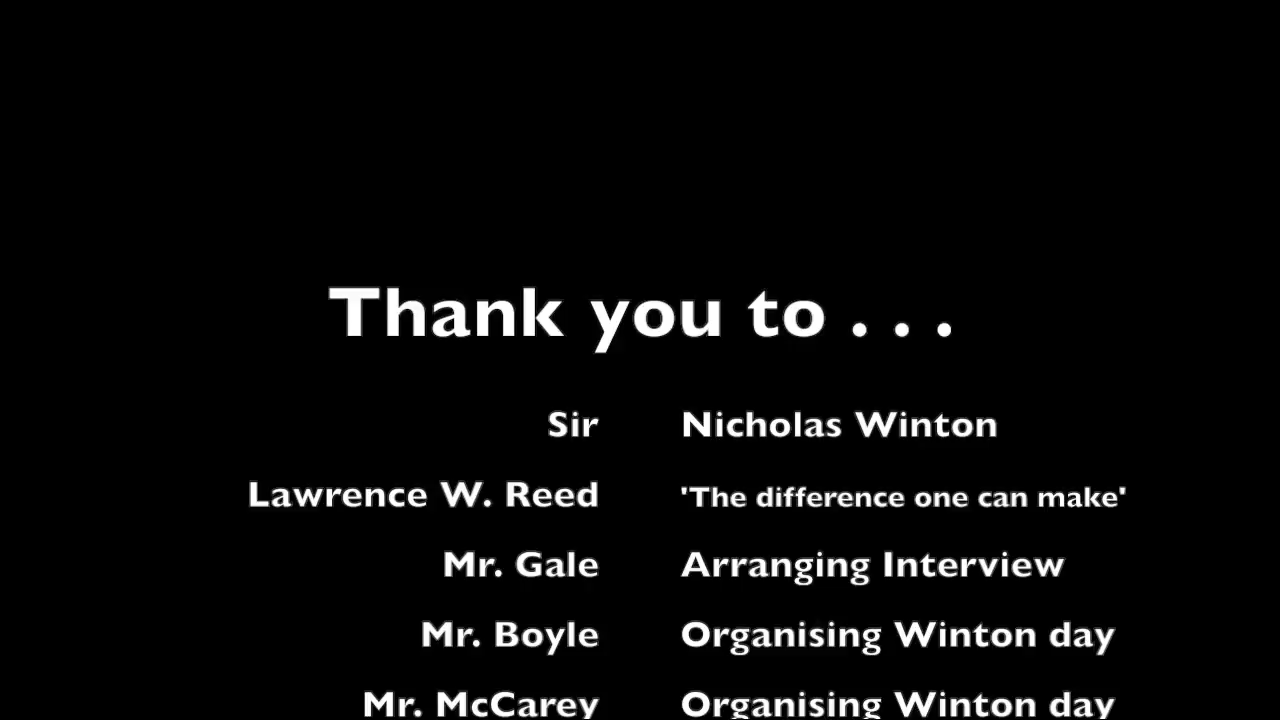 Thank you to . . .
Sir Nicholas Winton
Lawrence W. Reed 'The difference one can make'
Mr. Gale Arranging Interview
Mr. Boyle Organising Winton day
Mr. McCarey Organising Winton day